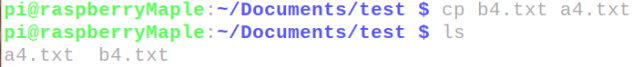 pi@raspberryMaple:~/Documents/test $ cp b4.txt a4.txt
pi@raspberryMaple:~/Documents/test $ ls
a4.txt  b4.txt